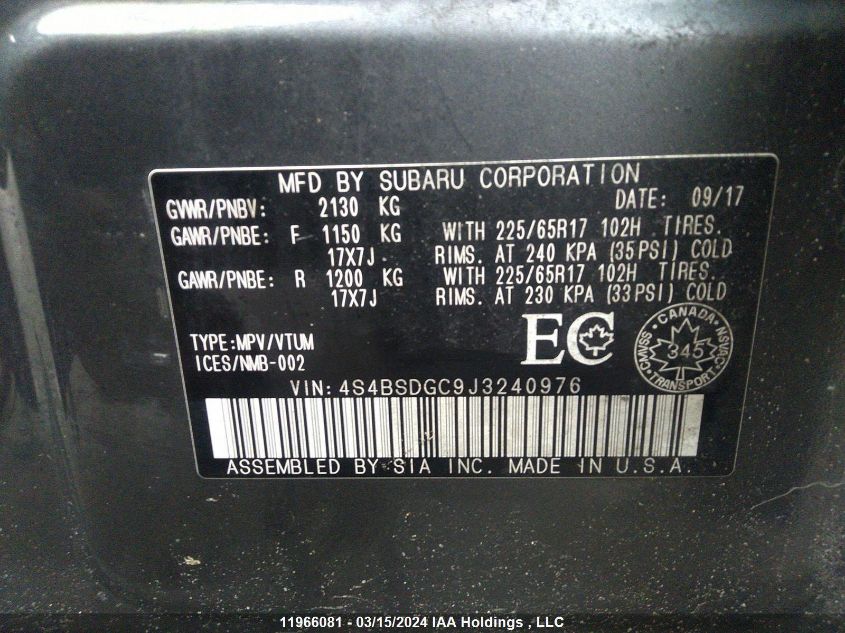 MFD BY SUBARU CORPORATION
GVWR/PNBV: 2130 KG DATE: 09/17
GAWR/PNBE: F 1150 KG WITH 225/65R17 102H TIRES.
17X7J RIMS. AT 240 KPA (35PSI) COLD
GAWR/PNBE: R 1200 KG WITH 225/65R17 102H TIRES.
17X7J RIMS. AT 230 KPA (33PSI) COLD
TYPE:MPV/VTUM
ICES/NMB-002
EC
CANADA
CMVSS
NSVAC
345
TRANSPORT
VIN: 4S4BSDGC9J3240976
ASSEMBLED BY SIA INC. MADE IN U.S.A.
11966081 - 03/15/2024 IAA Holdings , LLC